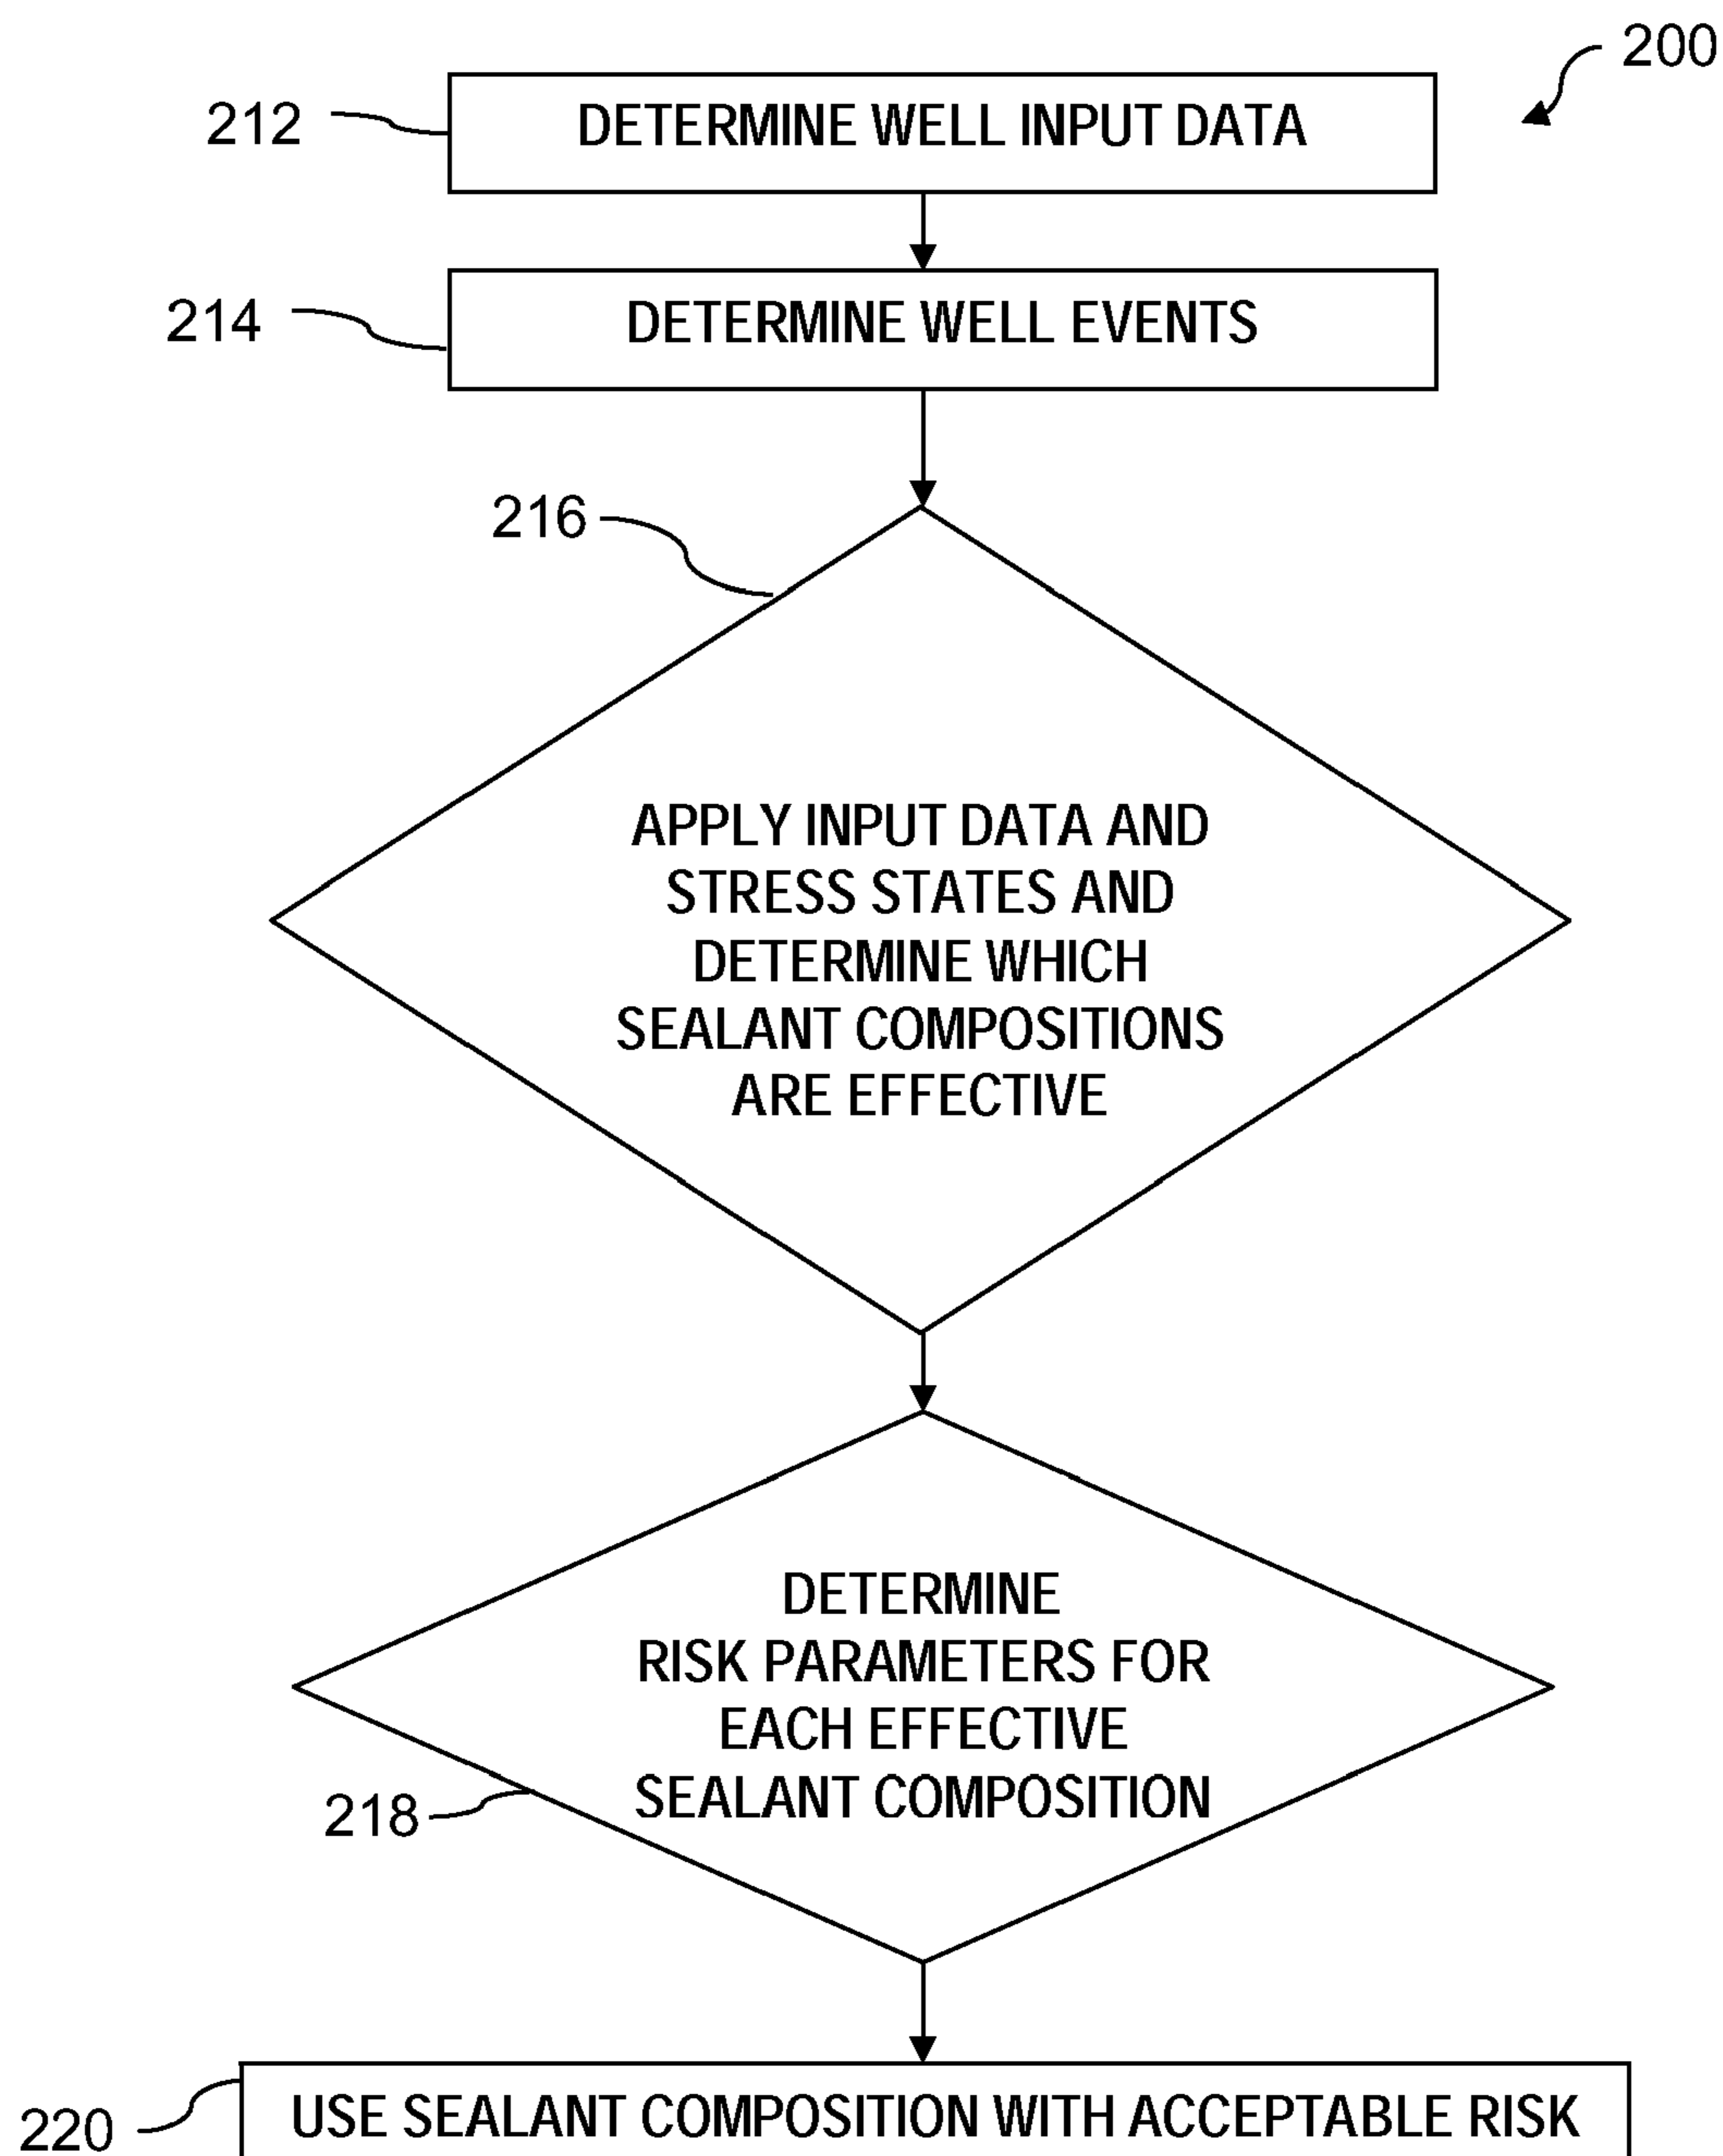 200
212
DETERMINE WELL INPUT DATA
214
DETERMINE WELL EVENTS
216
APPLY INPUT DATA AND
STRESS STATES AND
DETERMINE WHICH
SEALANT COMPOSITIONS
ARE EFFECTIVE
DETERMINE
RISK PARAMETERS FOR
EACH EFFECTIVE
SEALANT COMPOSITION
218
220
USE SEALANT COMPOSITION WITH ACCEPTABLE RISK